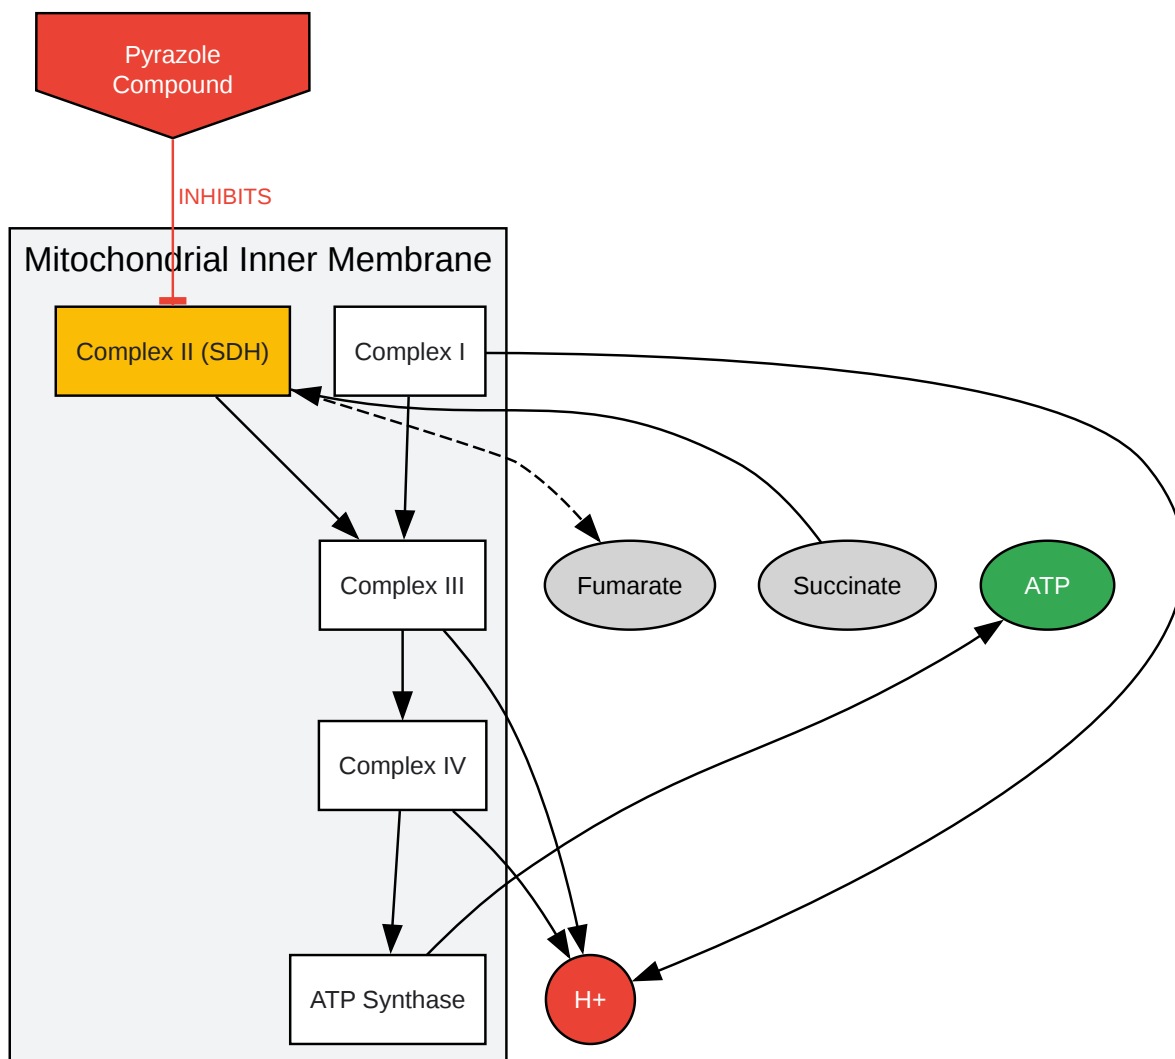 Pyrazole
Compound
INHIBITS
Mitochondrial Inner Membrane
Complex II (SDH)
Complex I
Complex III
Fumarate
Succinate
ATP
Complex IV
ATP Synthase
H+